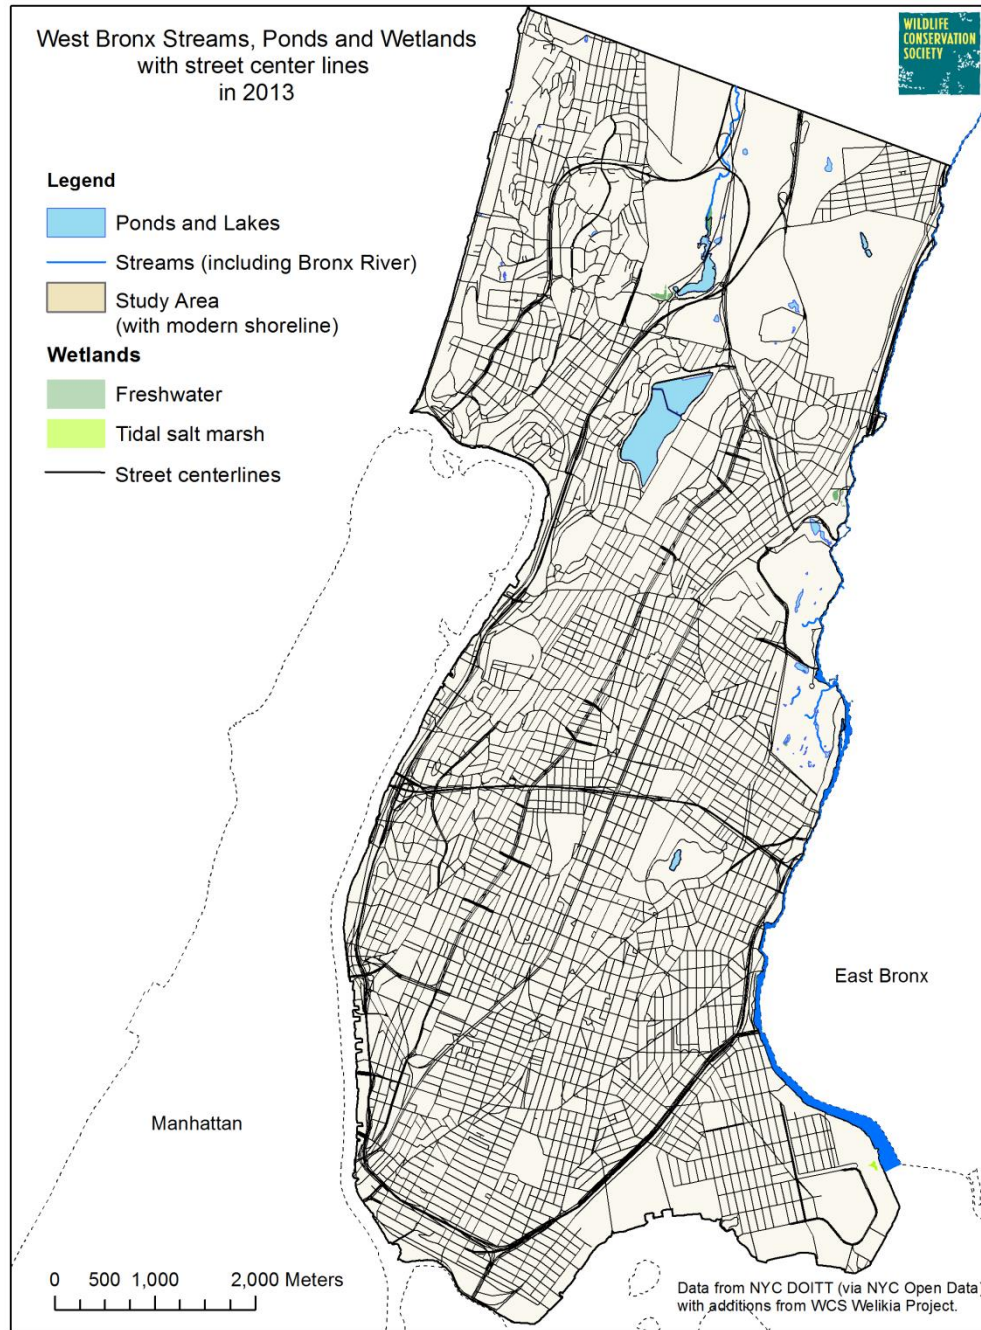 West Bronx Streams, Ponds and Wetlands
with street center lines
in 2013
WILDLIFE
CONSERVATION
SOCIETY
Legend
Ponds and Lakes
Streams (including Bronx River)
Study Area
(with modern shoreline)
Wetlands
Freshwater
Tidal salt marsh
Street centerlines
East Bronx
Manhattan
0 500 1,000 2,000 Meters
Data from NYC DOITT (via NYC Open Data)
with additions from WCS Welikia Project.